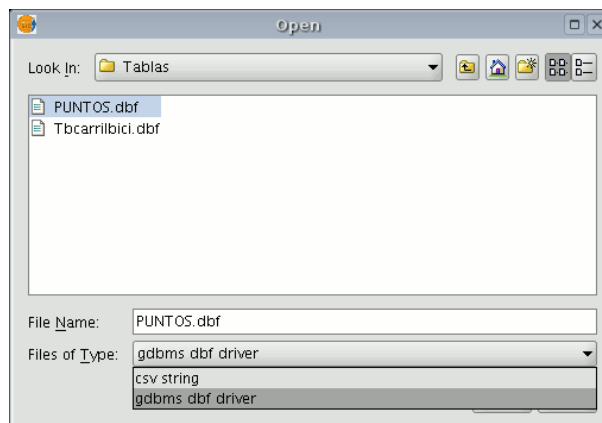 Open
Look In: Tablas
PUNTOS.dbf
Tbcarrilbici.dbf
File Name: PUNTOS.dbf
Files of Type: gdbms dbf driver
csv string
gdbms dbf driver